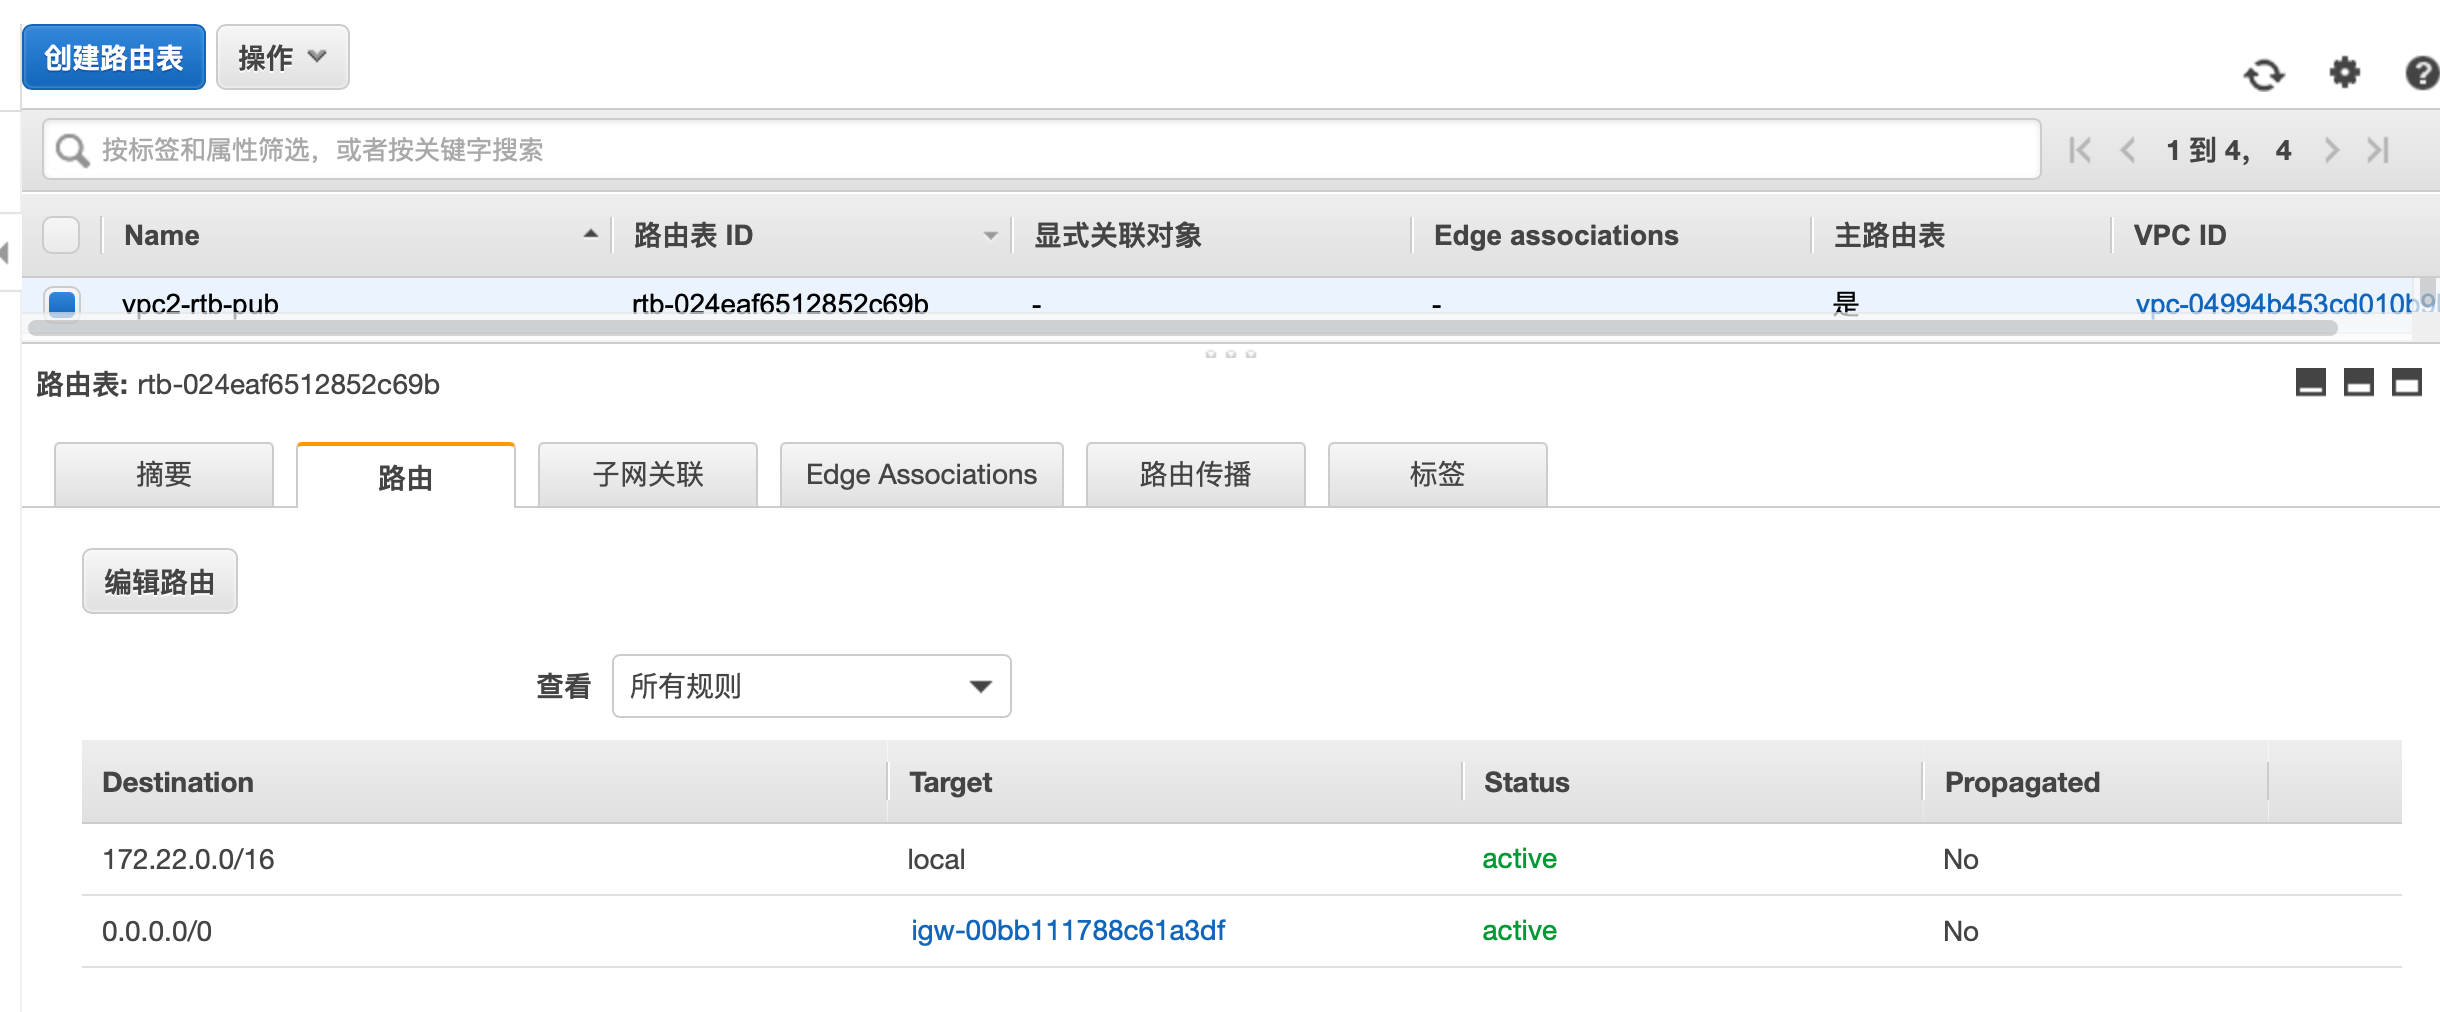 创建路由表 操作
按标签和属性筛选，或者按关键字搜索 1 到 4， 4
Name 路由表 ID 显式关联对象 Edge associations 主路由表 VPC ID
vpc2-rtb-pub rtb-024eaf6512852c69b - - 是 vpc-04994b453cd010b9
路由表: rtb-024eaf6512852c69b
摘要 路由 子网关联 Edge Associations 路由传播 标签
编辑路由
查看 所有规则
Destination Target Status Propagated
172.22.0.0/16 local active No
0.0.0.0/0 igw-00bb111788c61a3df active No